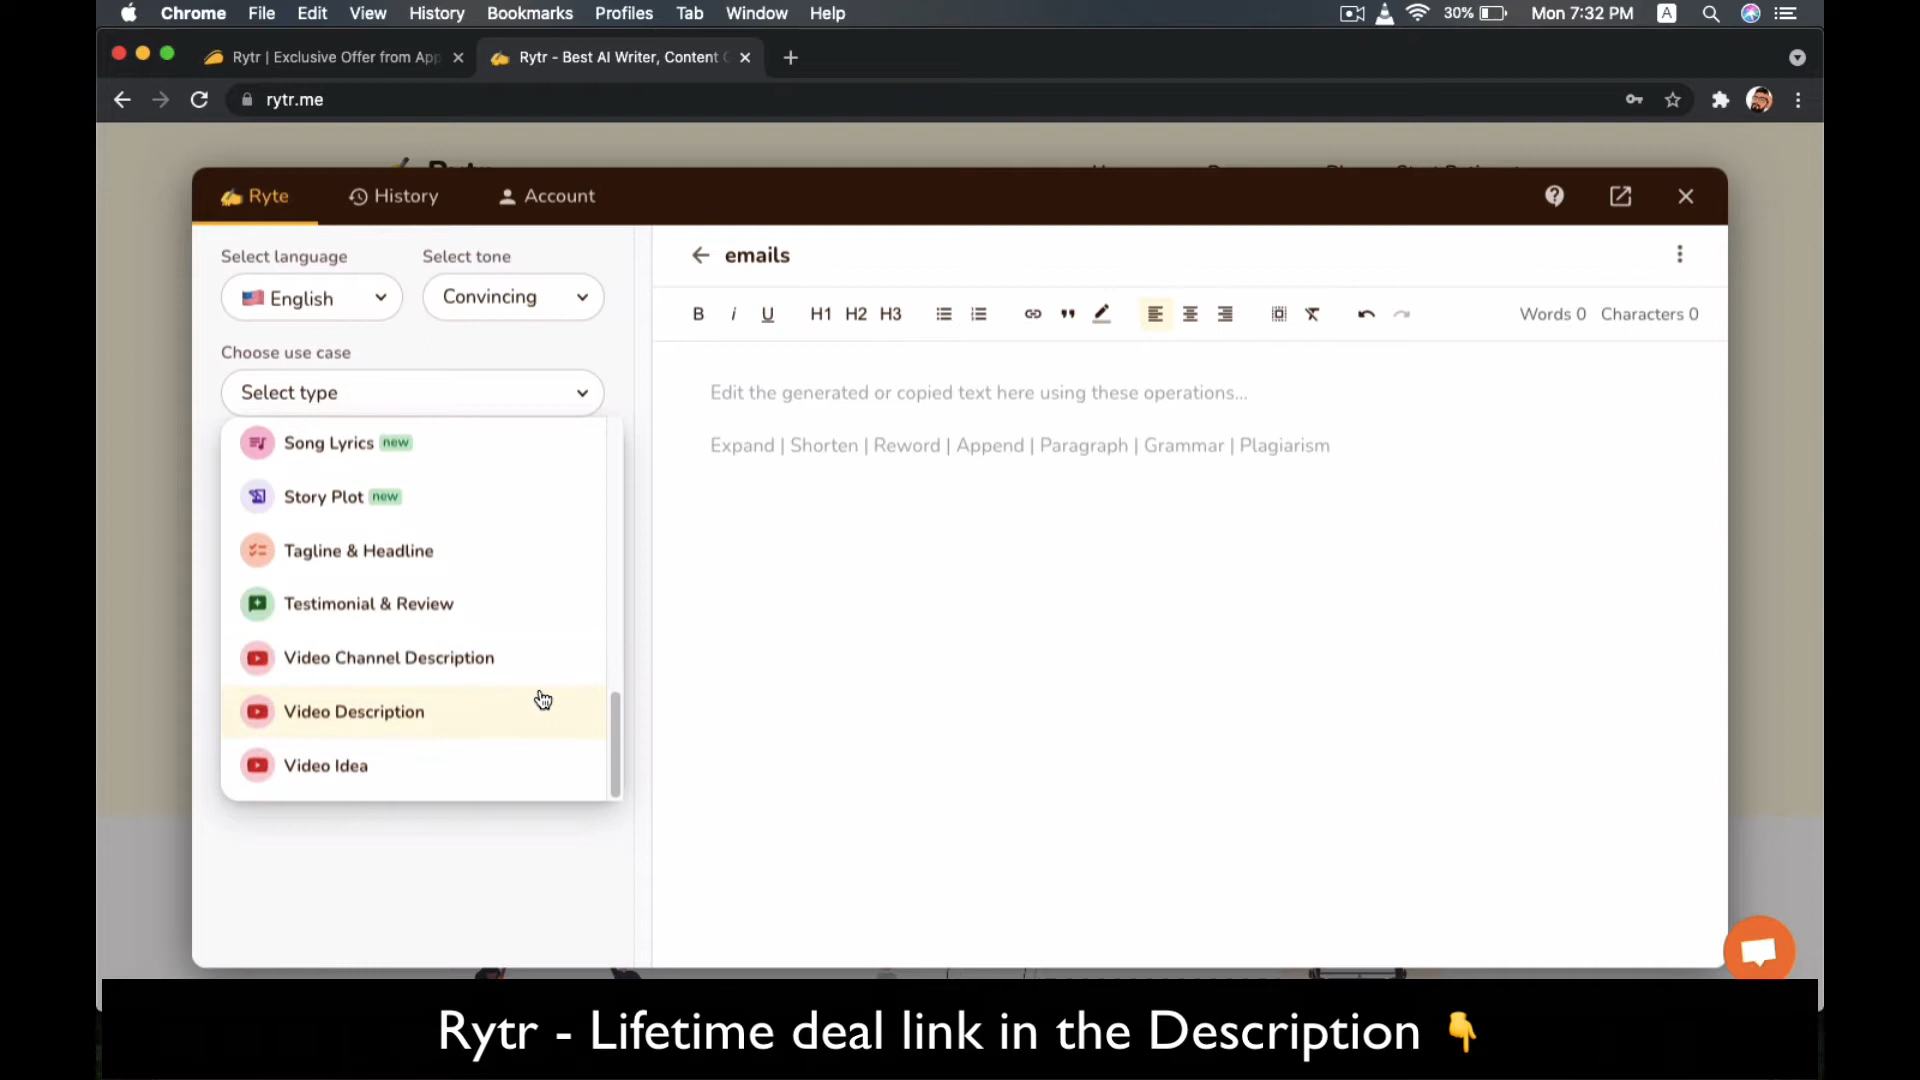 Chrome File Edit View History Bookmarks Profiles Tab Window Help 30% Mon 7:32 PM A
Rytr | Exclusive Offer from App
Rytr - Best AI Writer, Content
rytr.me
Ryte History Account
Select language Select tone
English Convincing
Choose use case
Select type
Song Lyrics new
Story Plot new
Tagline & Headline
Testimonial & Review
Video Channel Description
Video Description
Video Idea
emails
B i U H1 H2 H3 Words 0 Characters 0
Edit the generated or copied text here using these operations...
Expand | Shorten | Reword | Append | Paragraph | Grammar | Plagiarism
Rytr - Lifetime deal link in the Description 👇